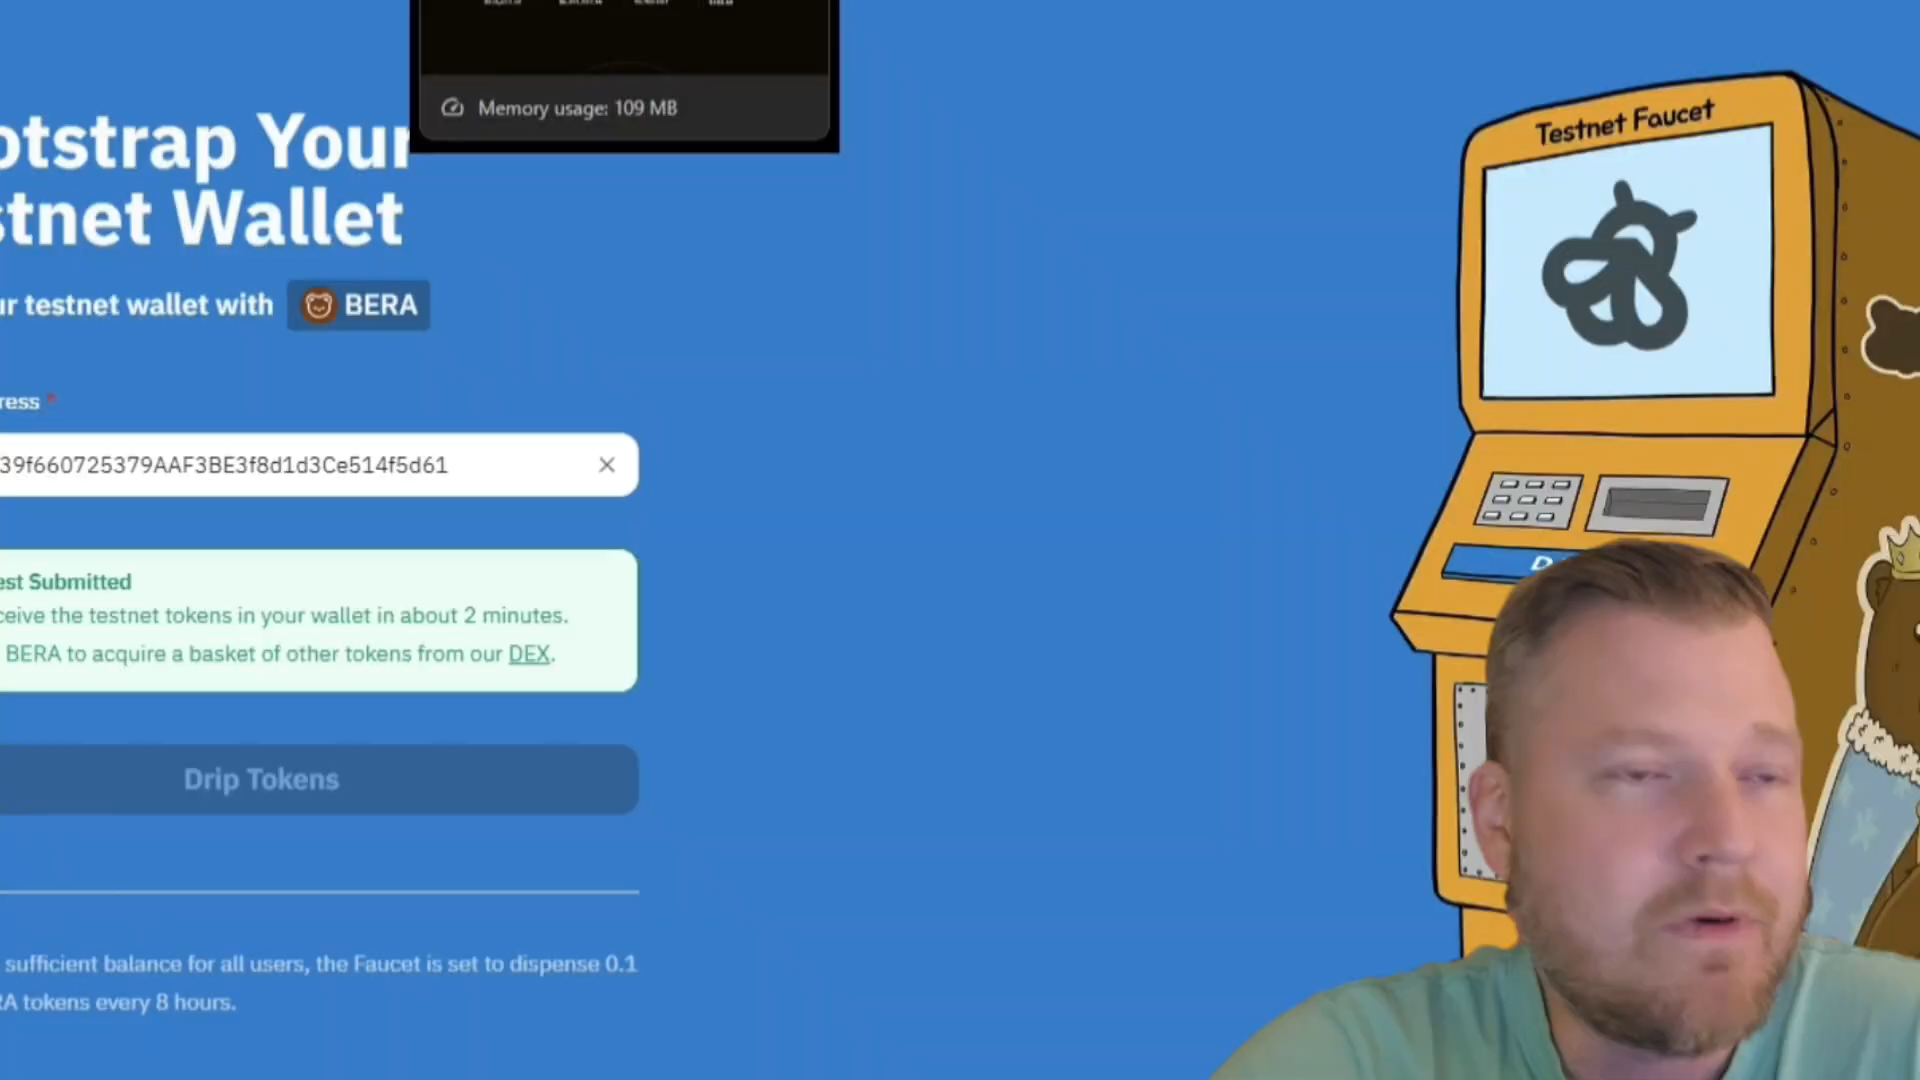 Memory usage: 109 MB
Testnet Faucet
otstrap Your
stnet Wallet
ur testnet wallet with BERA
ress *
39f660725379AAF3BE3f8d1d3Ce514f5d61
est Submitted
ceive the testnet tokens in your wallet in about 2 minutes.
BERA to acquire a basket of other tokens from our DEX.
Drip Tokens
sufficient balance for all users, the Faucet is set to dispense 0.1
RA tokens every 8 hours.